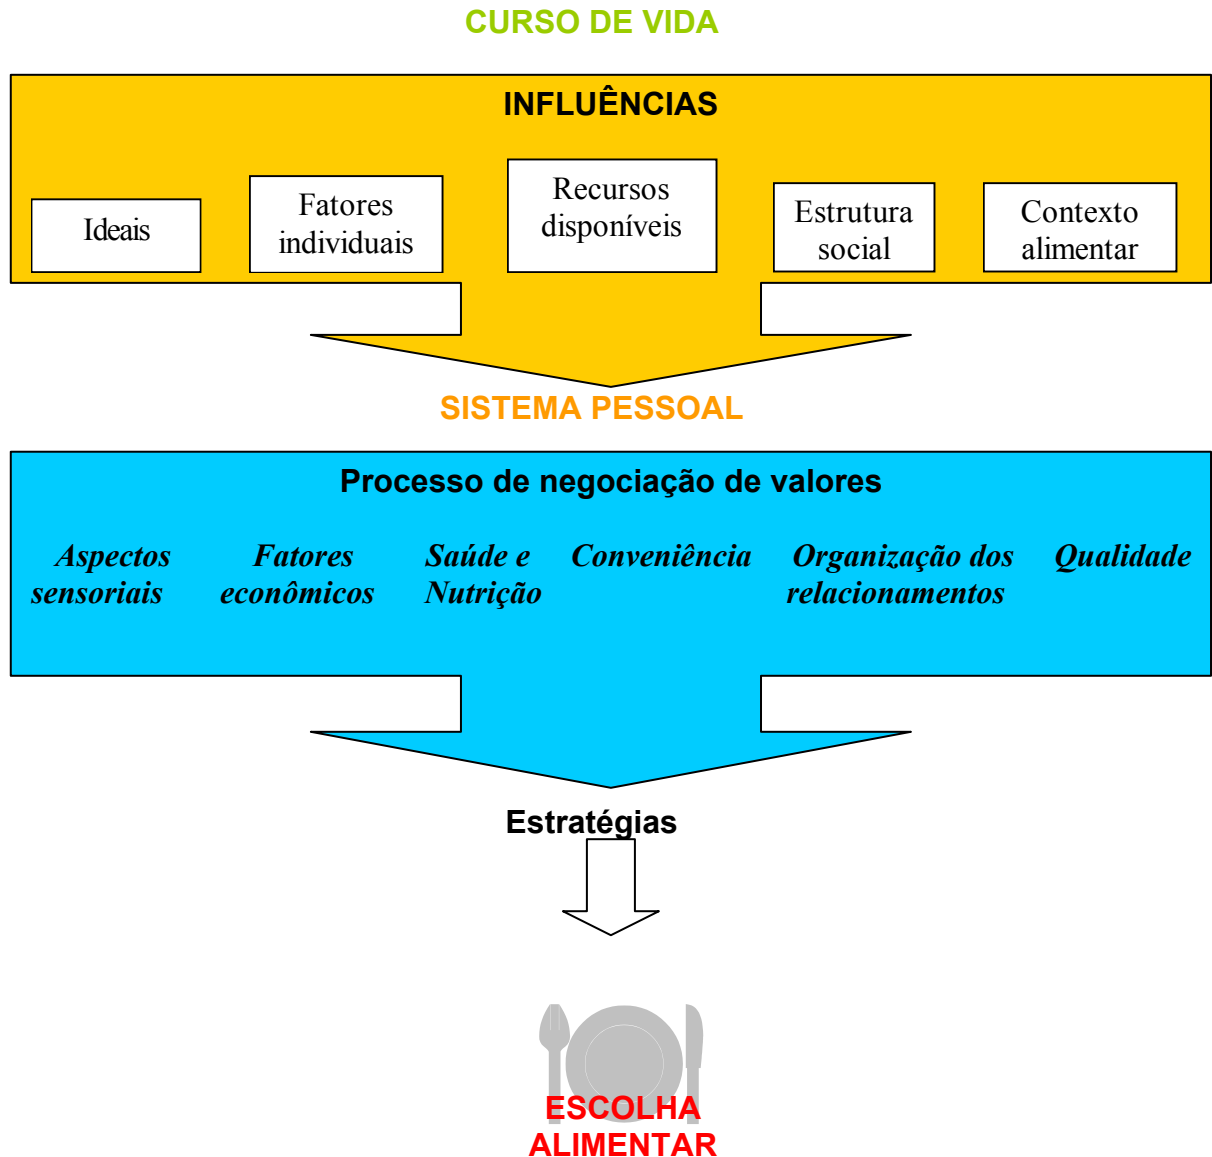 CURSO DE VIDA
INFLUÊNCIAS
Ideais
Fatores
individuais
Recursos
disponíveis
Estrutura
social
Contexto
alimentar
SISTEMA PESSOAL
Processo de negociação de valores
Aspectos
sensoriais
Fatores
econômicos
Saúde e
Nutrição
Conveniência
Organização dos
relacionamentos
Qualidade
Estratégias
ESCOLHA
ALIMENTAR